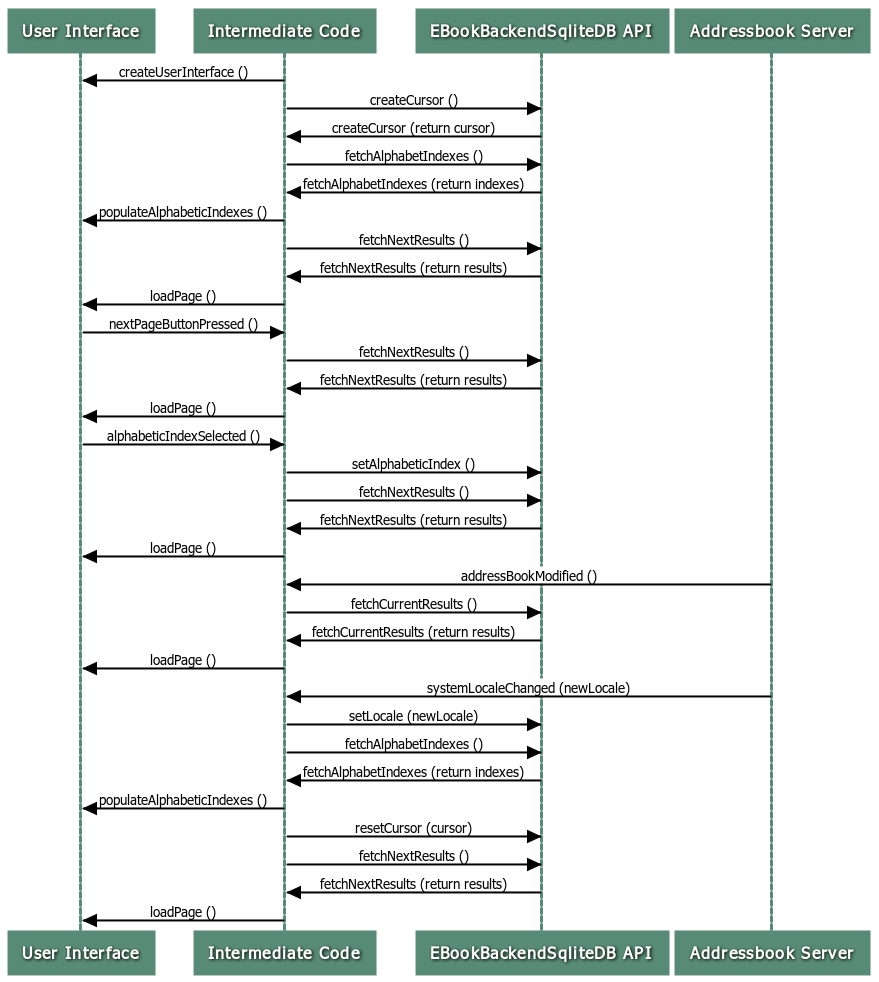 User Interface
Intermediate Code
EBookBackendSqliteDB API
Addressbook Server
createUserInterface ()
createCursor ()
createCursor (return cursor)
fetchAlphabetIndexes ()
fetchAlphabetIndexes (return indexes)
populateAlphabeticIndexes ()
fetchNextResults ()
fetchNextResults (return results)
loadPage ()
nextPageButtonPressed ()
fetchNextResults ()
fetchNextResults (return results)
loadPage ()
alphabeticIndexSelected ()
setAlphabeticIndex ()
fetchNextResults ()
fetchNextResults (return results)
loadPage ()
addressBookModified ()
fetchCurrentResults ()
fetchCurrentResults (return results)
loadPage ()
systemLocaleChanged (newLocale)
setLocale (newLocale)
fetchAlphabetIndexes ()
fetchAlphabetIndexes (return indexes)
populateAlphabeticIndexes ()
resetCursor (cursor)
fetchNextResults ()
fetchNextResults (return results)
loadPage ()
User Interface
Intermediate Code
EBookBackendSqliteDB API
Addressbook Server